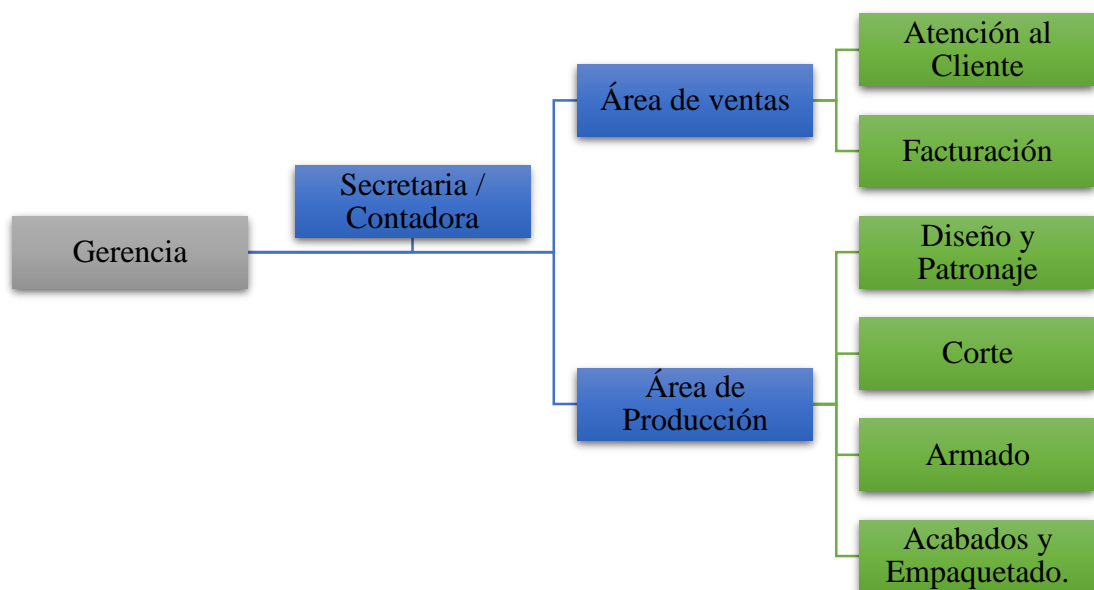 Gerencia
Secretaria /
Contadora
Área de ventas
Atención al
Cliente
Facturación
Área de
Producción
Diseño y
Patronaje
Corte
Armado
Acabados y
Empaquetado.